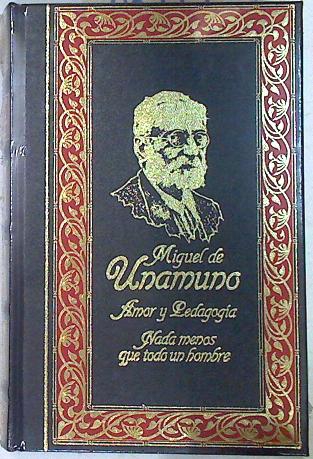 Miguel de
Unamuno
Amor y Pedagogía
Nada menos
que todo un hombre